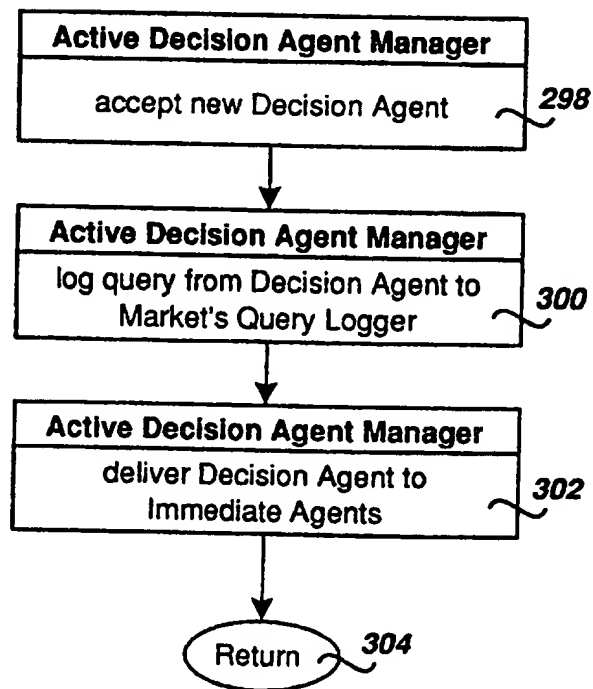 Active Decision Agent Manager
accept new Decision Agent
298
Active Decision Agent Manager
log query from Decision Agent to
Market's Query Logger
300
Active Decision Agent Manager
deliver Decision Agent to
Immediate Agents
302
Return
304